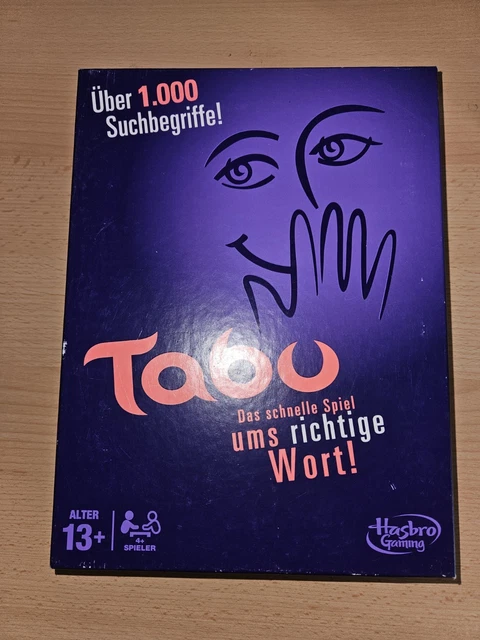 Über 1.000
Suchbegriffe!
Tabu
Das schnelle Spiel
ums richtige
Wort!
ALTER
13+
4+
SPIELER
Hasbro
Gaming